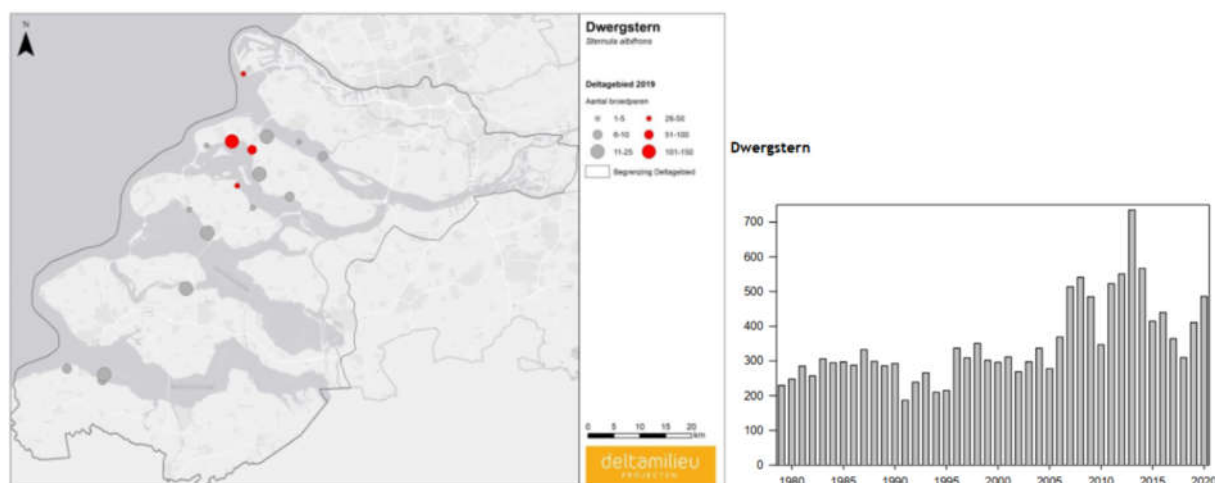 N
Dwergstern
Sternula albifrons
Deltagebied 2019
Aantal broedparen
1-5 26-50
6-10 51-100
11-25 101-150
Begrenzing Deltagebied
0 5 10 15 20
km
deltamilieu
PROJECTEN
Dwergstern
700
600
500
400
300
200
100
0
1980 1985 1990 1995 2000 2005 2010 2015 2020